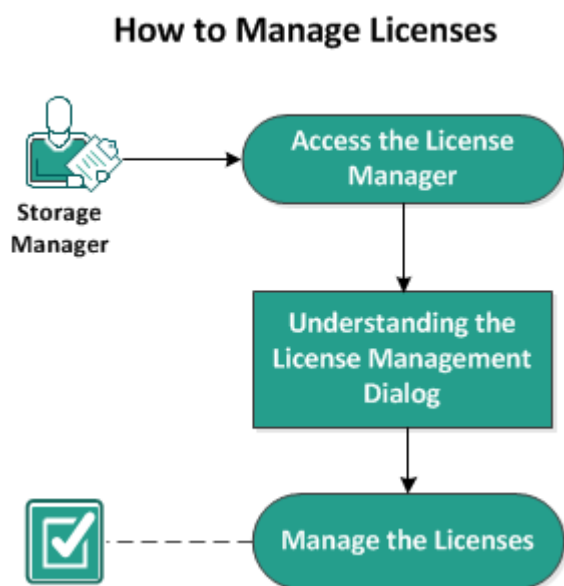 How to Manage Licenses
Access the License
Manager
Storage
Manager
Understanding the
License Management
Dialog
Manage the Licenses